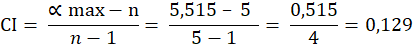 CI = (∝ max − n)/(n − 1) = (5,515 − 5)/(5 − 1) = 0,515/4 = 0,129